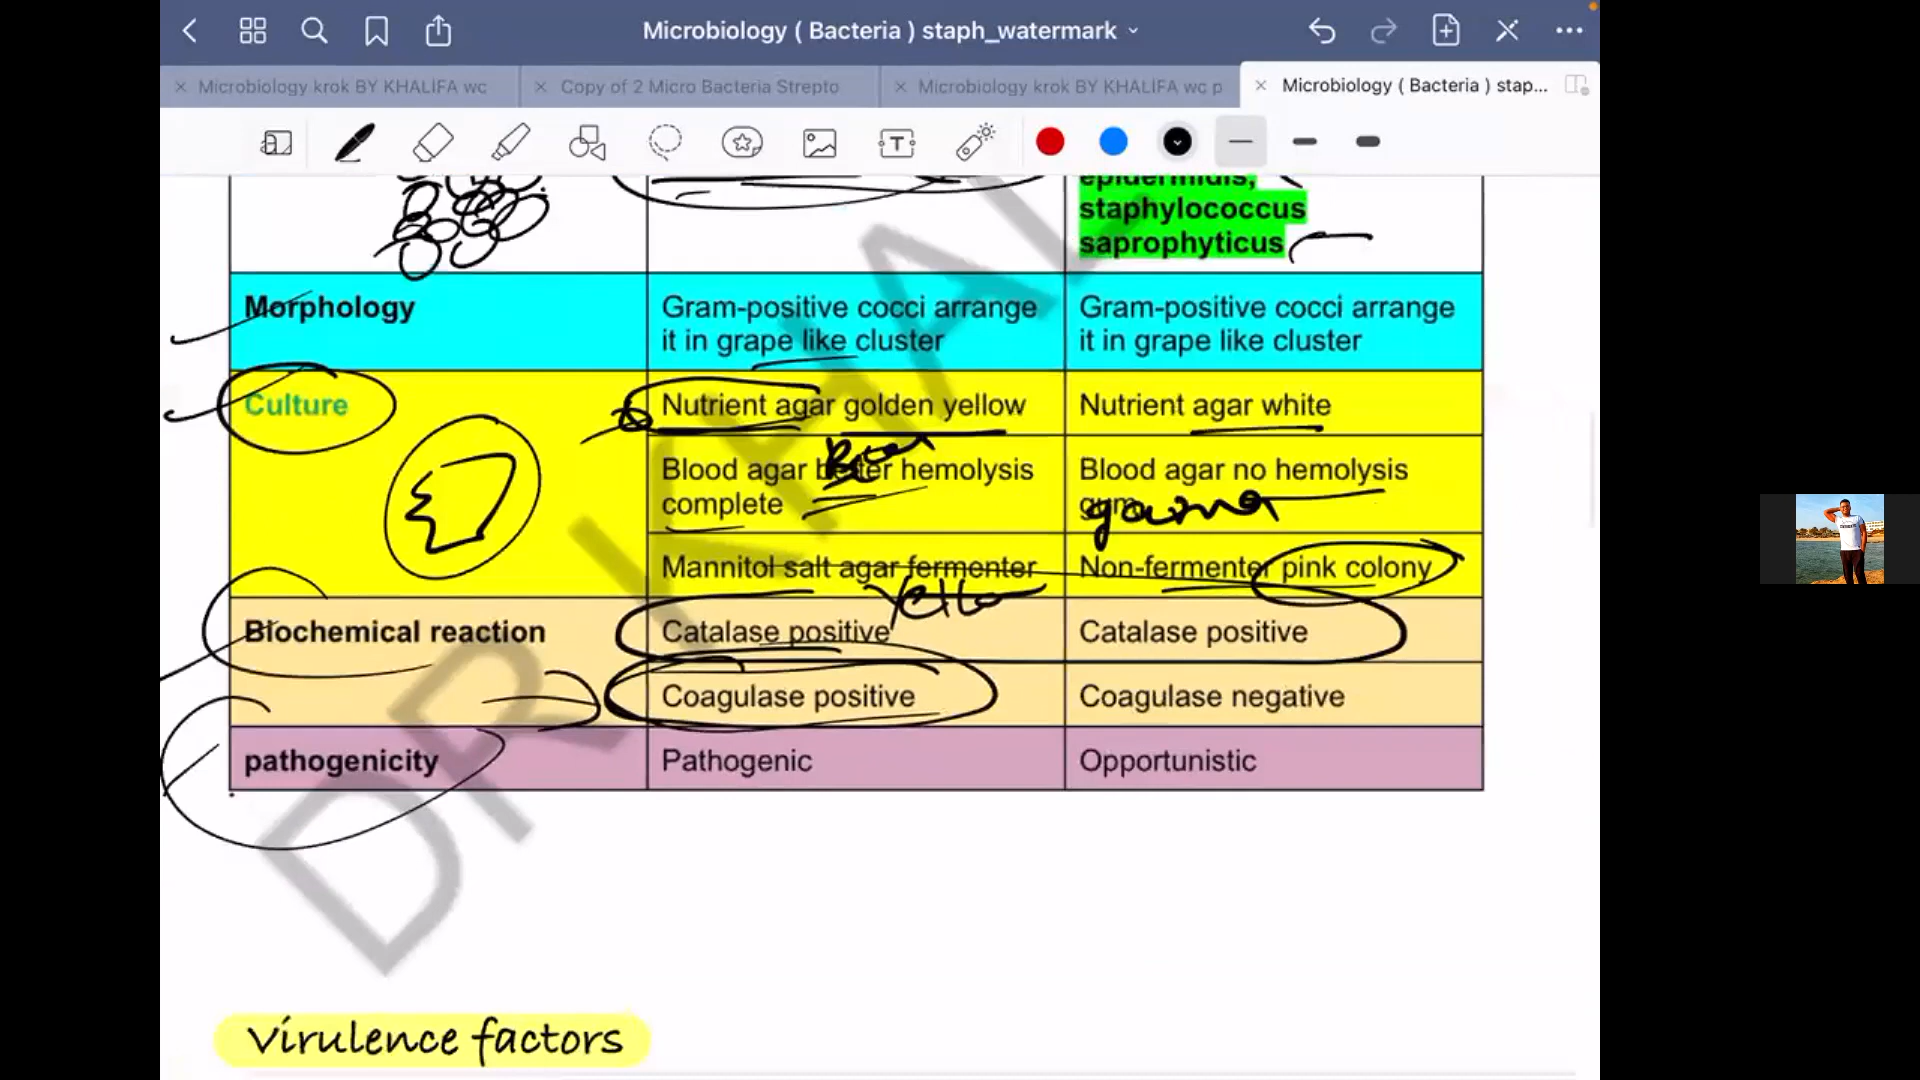 Microbiology ( Bacteria ) staph_watermark
Microbiology krok BY KHALIFA wc
Copy of 2 Micro Bacteria Strepto
Microbiology krok BY KHALIFA wc p
Microbiology ( Bacteria ) stap...
epidermidis,
staphylococcus
saprophyticus
Morphology
Gram-positive cocci arrange
it in grape like cluster
Gram-positive cocci arrange
it in grape like cluster
Culture
Nutrient agar golden yellow
Nutrient agar white
Blood agar hemolysis
complete
Blood agar no hemolysis
Mannitol salt agar fermenter
Yellow
Non-fermenter pink colony
Biochemical reaction
Catalase positive
Catalase positive
Coagulase positive
Coagulase negative
pathogenicity
Pathogenic
Opportunistic
DR KHAL
Virulence factors